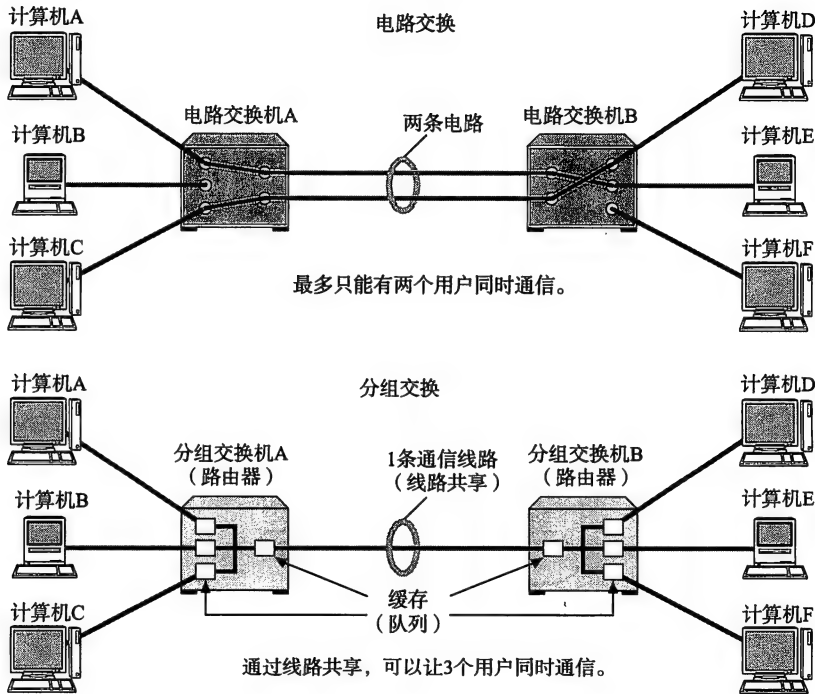 计算机A
电路交换
计算机D
电路交换机A
两条电路
电路交换机B
计算机B
计算机E
计算机C
计算机F
最多只能有两个用户同时通信。
计算机A
分组交换
计算机D
分组交换机A
（路由器）
1条通信线路
（线路共享）
分组交换机B
（路由器）
计算机B
计算机E
缓存
（队列）
计算机C
计算机F
通过线路共享，可以让3个用户同时通信。